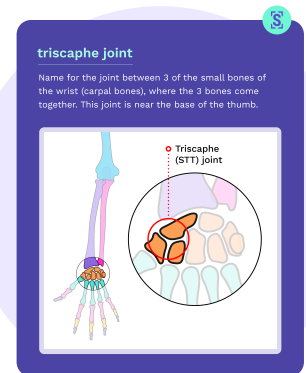 S
triscaphe joint
Name for the joint between 3 of the small bones of
the wrist (carpal bones), where the 3 bones come
together. This joint is near the base of the thumb.
Triscaphe
(STT) joint